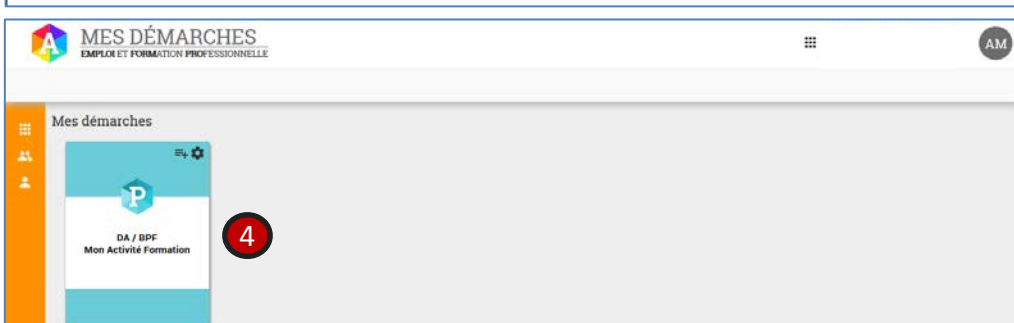 A
MES DÉMARCHES
EMPLOI ET FORMATION PROFESSIONNELLE
AM
Mes démarches
P
DA / BPF
Mon Activité Formation
4